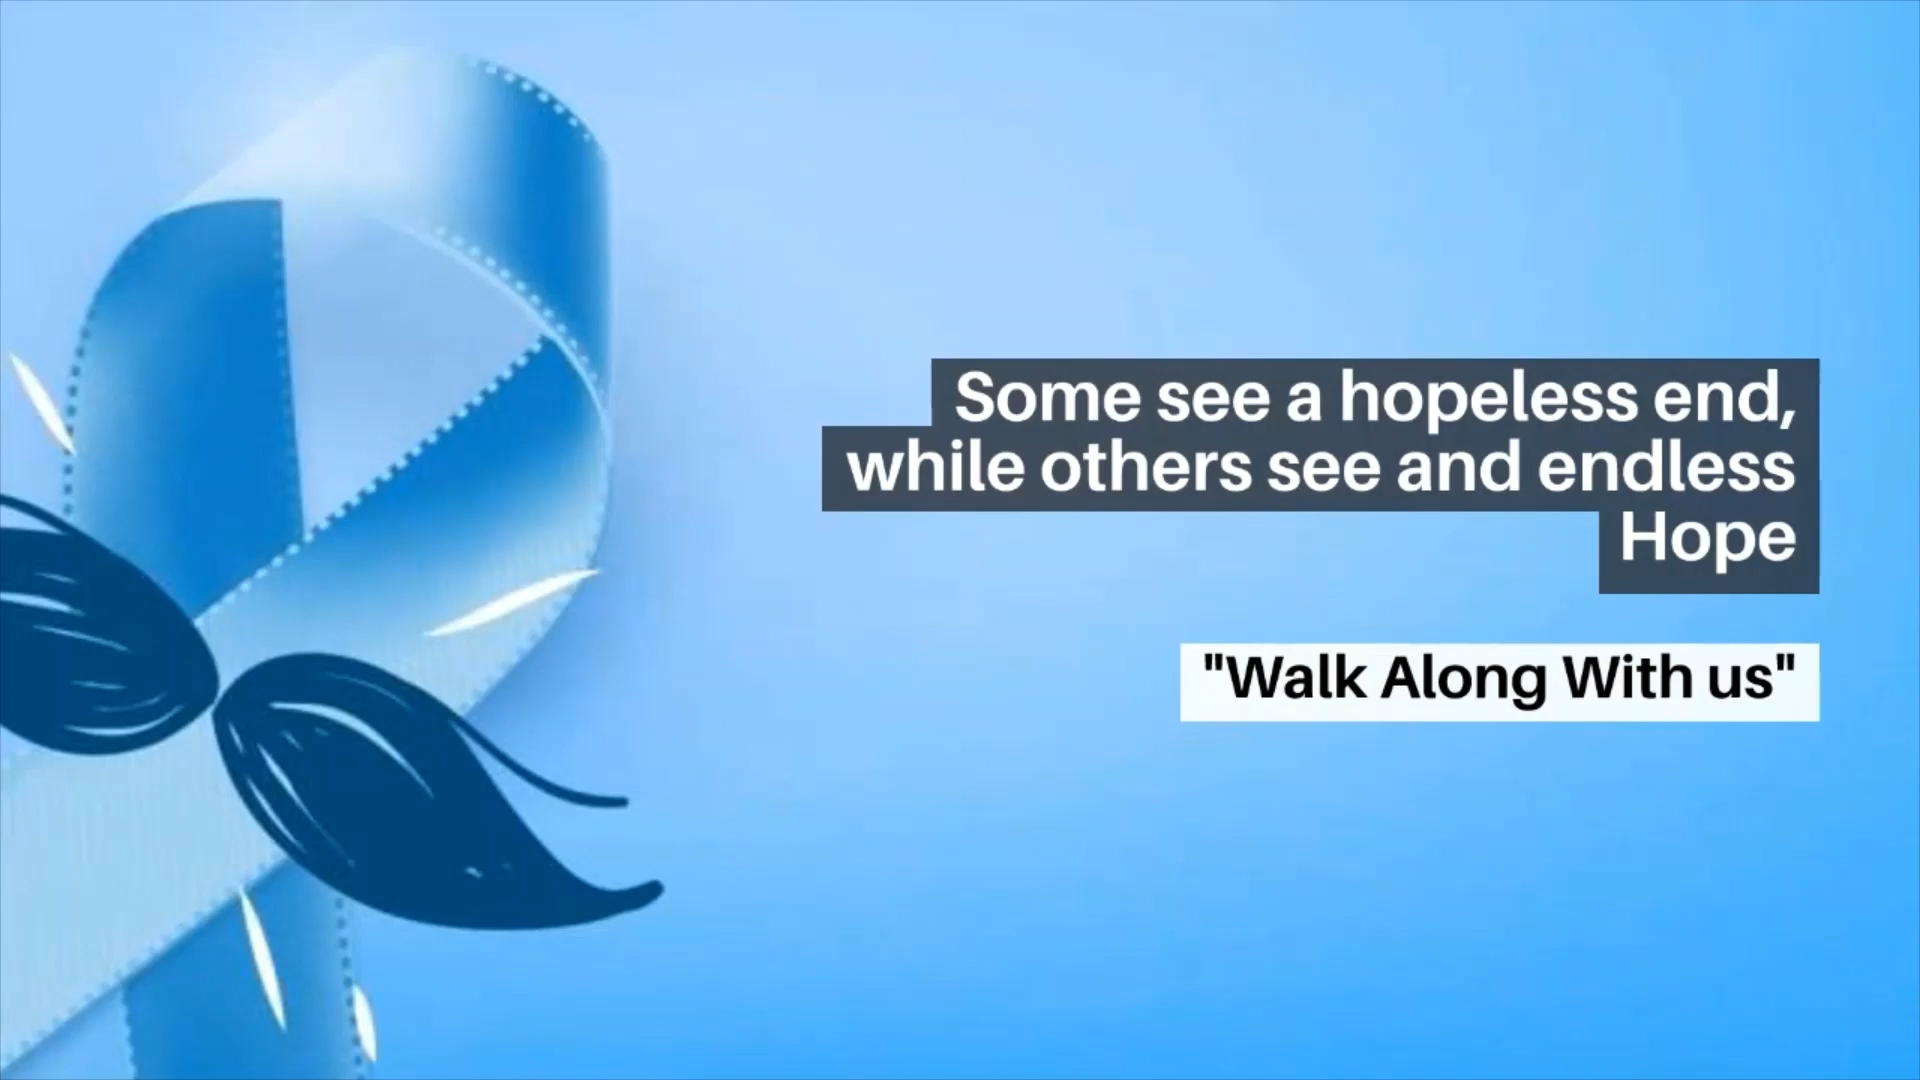 Some see a hopeless end,
while others see and endless
Hope
"Walk Along With us"